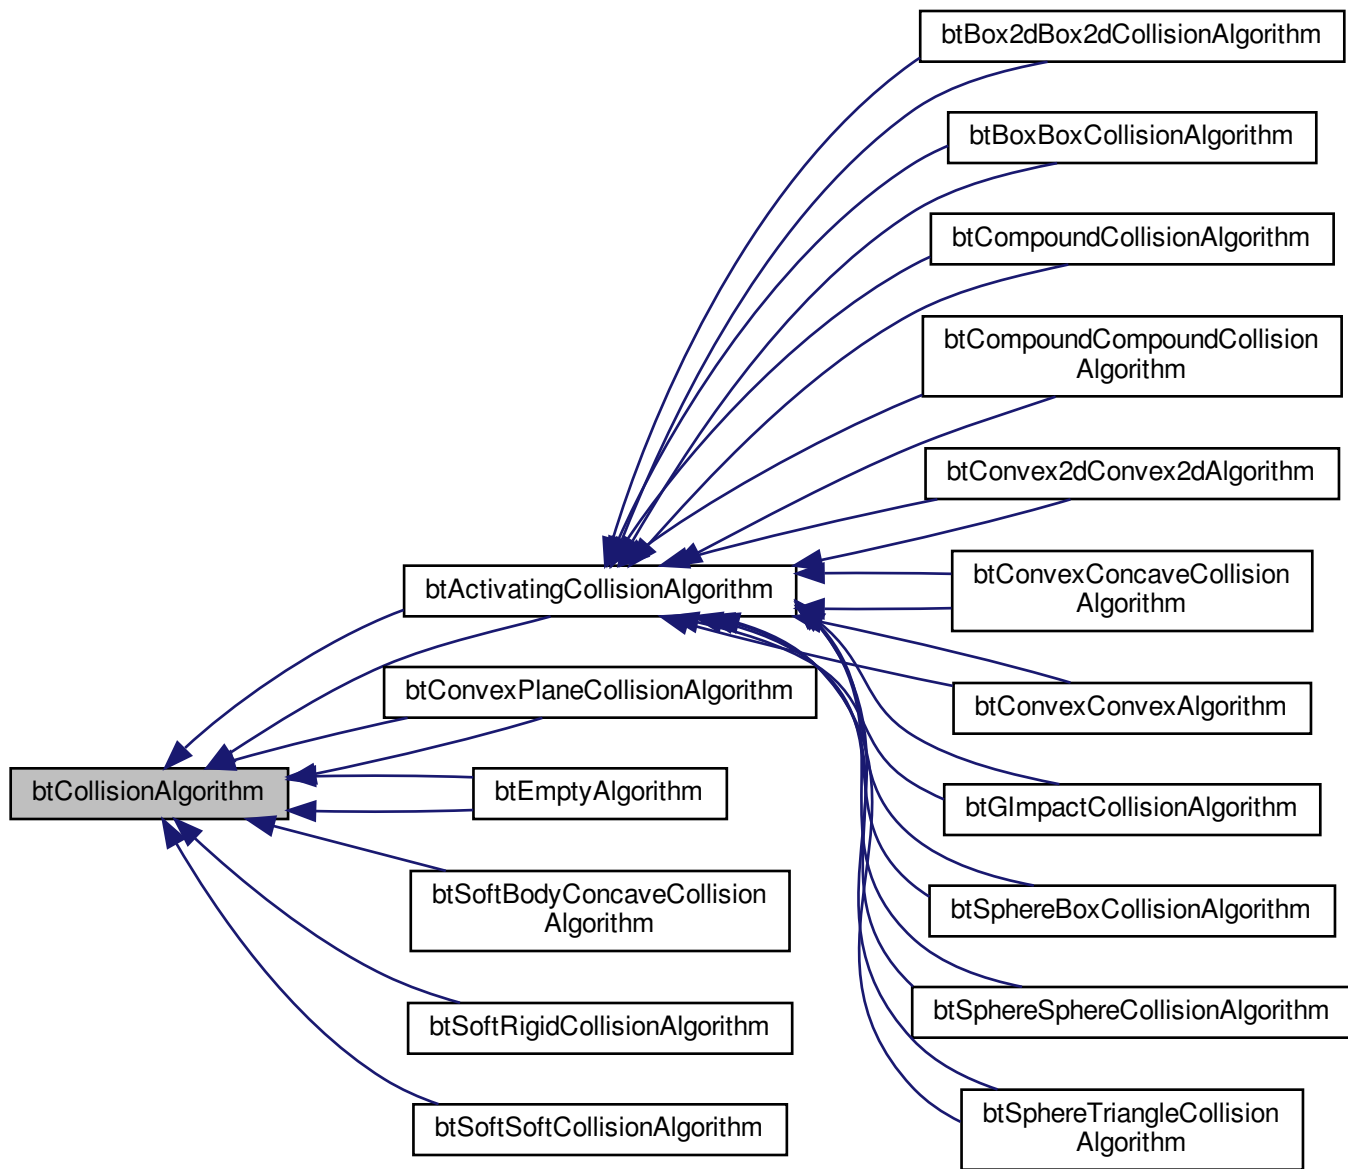 btBox2dBox2dCollisionAlgorithm
btBoxBoxCollisionAlgorithm
btCompoundCollisionAlgorithm
btCompoundCompoundCollision
Algorithm
btConvex2dConvex2dAlgorithm
btActivatingCollisionAlgorithm
btConvexConcaveCollision
Algorithm
btConvexPlaneCollisionAlgorithm
btConvexConvexAlgorithm
btCollisionAlgorithm
btEmptyAlgorithm
btGImpactCollisionAlgorithm
btSoftBodyConcaveCollision
Algorithm
btSphereBoxCollisionAlgorithm
btSoftRigidCollisionAlgorithm
btSphereSphereCollisionAlgorithm
btSoftSoftCollisionAlgorithm
btSphereTriangleCollision
Algorithm